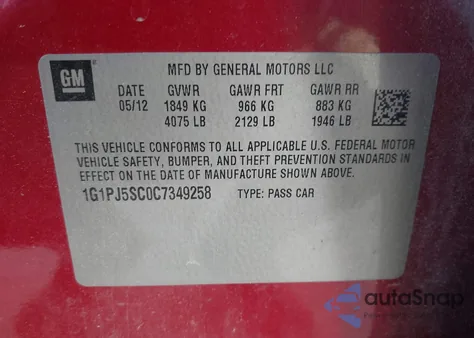 GM
MFD BY GENERAL MOTORS LLC
DATE GVWR GAWR FRT GAWR RR
05/12 1849 KG 966 KG 883 KG
4075 LB 2129 LB 1946 LB
THIS VEHICLE CONFORMS TO ALL APPLICABLE U.S. FEDERAL MOTOR
VEHICLE SAFETY, BUMPER, AND THEFT PREVENTION STANDARDS IN
EFFECT ON THE DATE OF MANUFACTURE SHOWN ABOVE.
1G1PJ5SC0C7349258 TYPE: PASS CAR
autoSnap